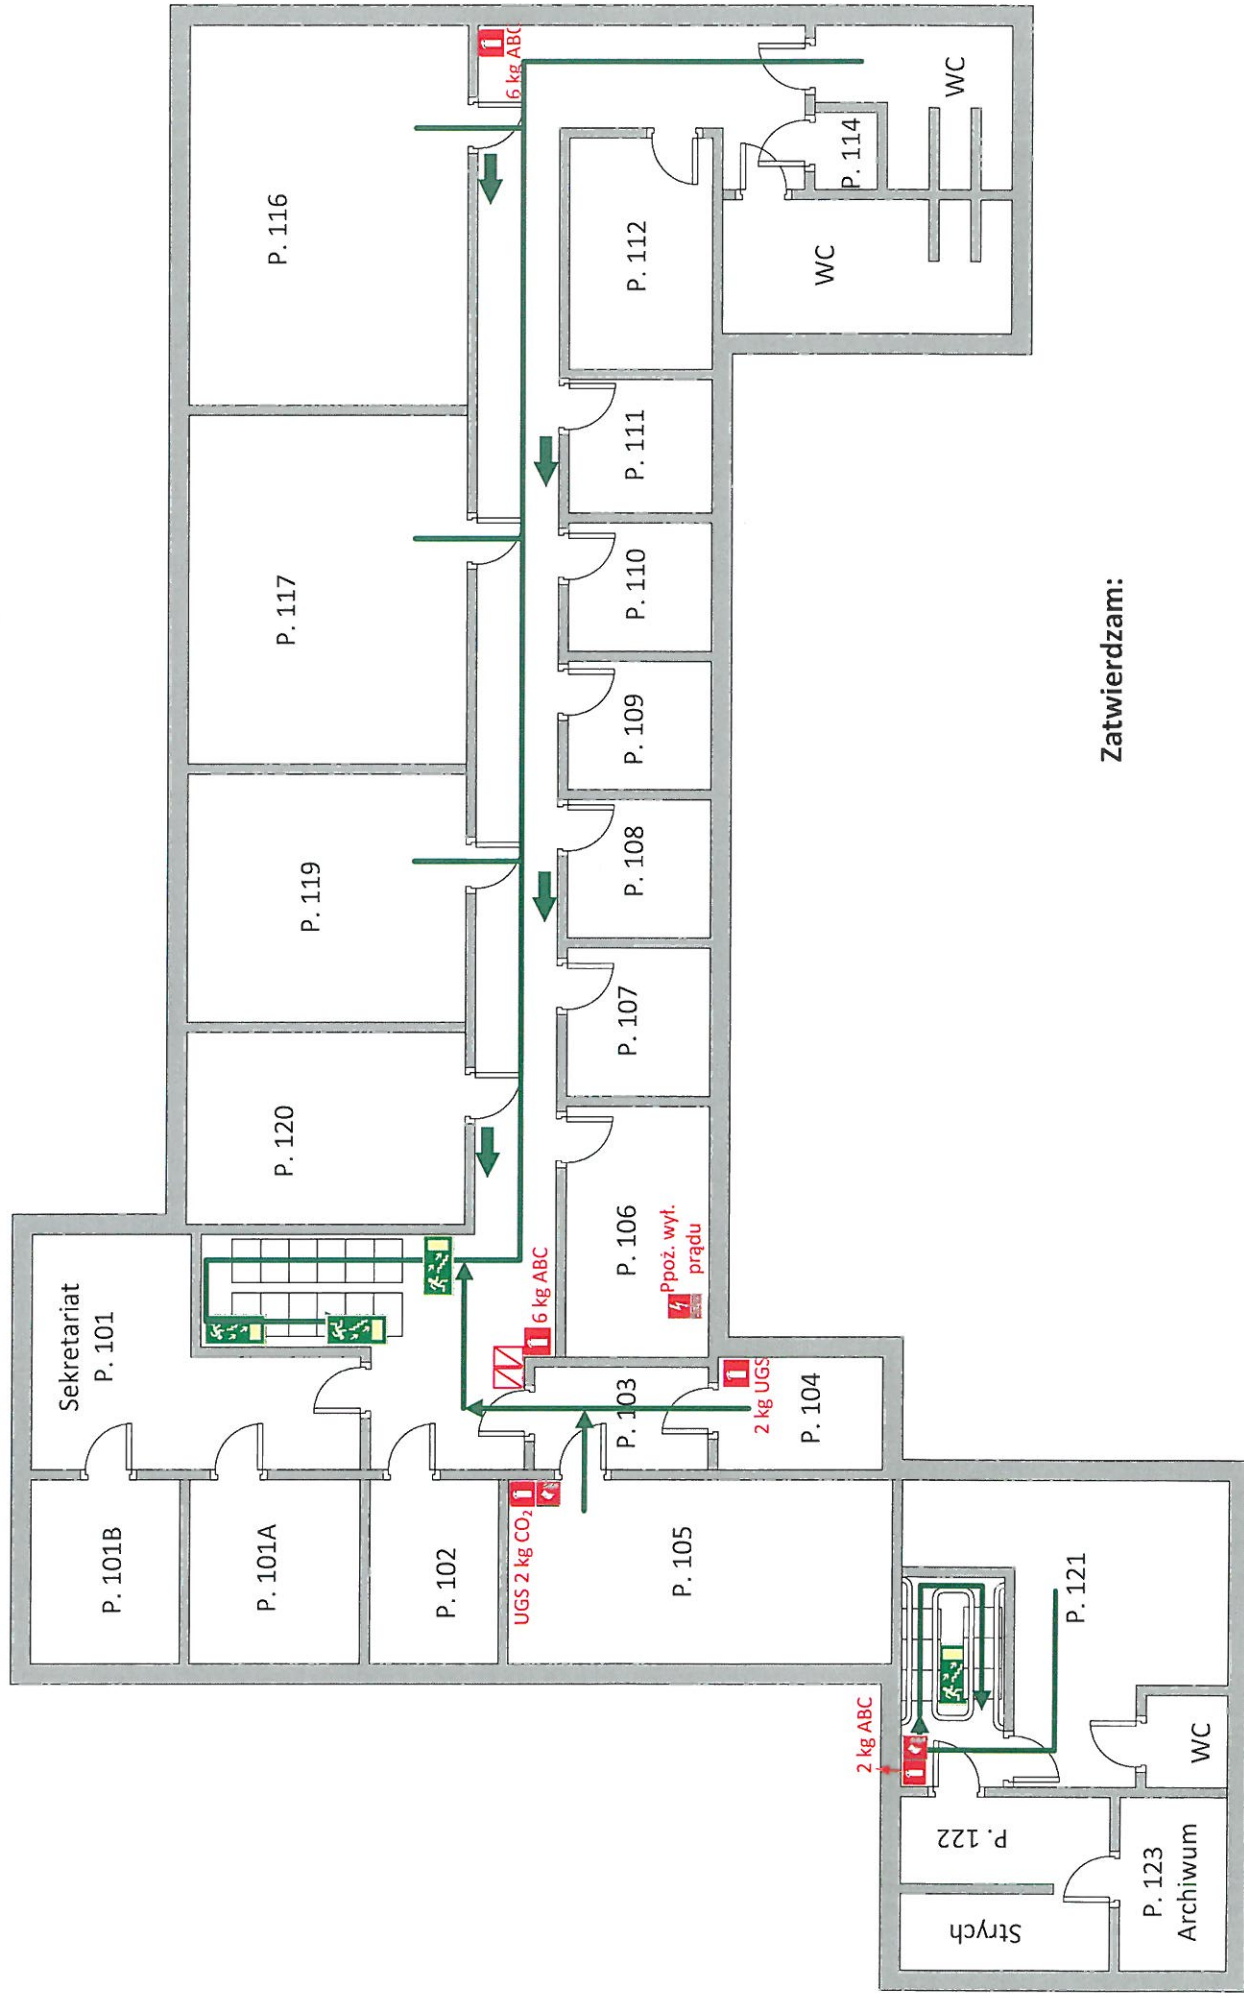 Sekretariat
P. 101
P. 101B
P. 101A
P. 102
UGS 2 kg CO₂
P. 105
P. 103
P. 104
2 kg UGS
6 kg ABC
P. 106
Ppoż. wył.
prądu
P. 120
P. 119
P. 117
P. 116
6 kg ABC
P. 107
P. 108
P. 109
P. 110
P. 111
P. 112
P. 114
WC
WC
2 kg ABC
P. 121
WC
P. 122
P. 123
Archiwum
Strych
Zatwierdzam: